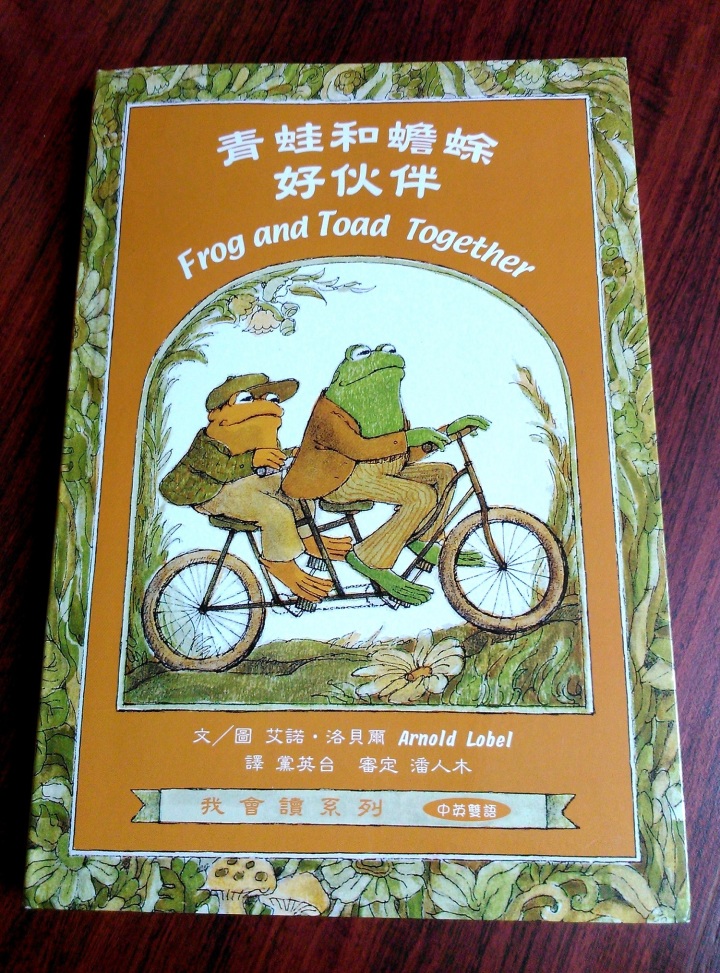 青蛙和蟾蜍
好伙伴
Frog and Toad Together
文／圖 艾諾・洛貝爾 Arnold Lobel
譯 黨英台 審定 潘人木
我會讀系列 中英雙語